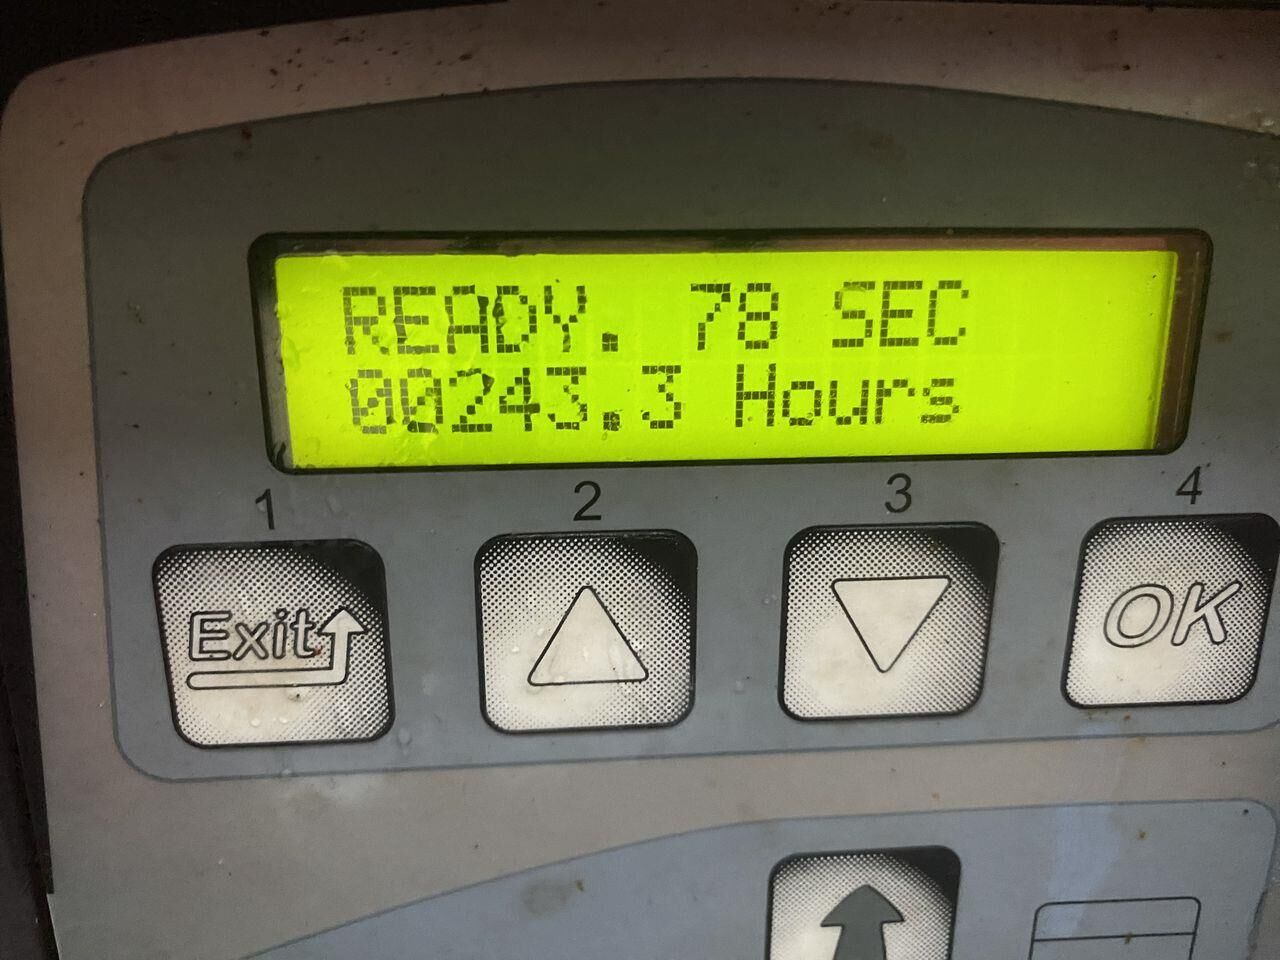 READY. 78 SEC
00243.3 Hours
1 2 3 4
Exit OK